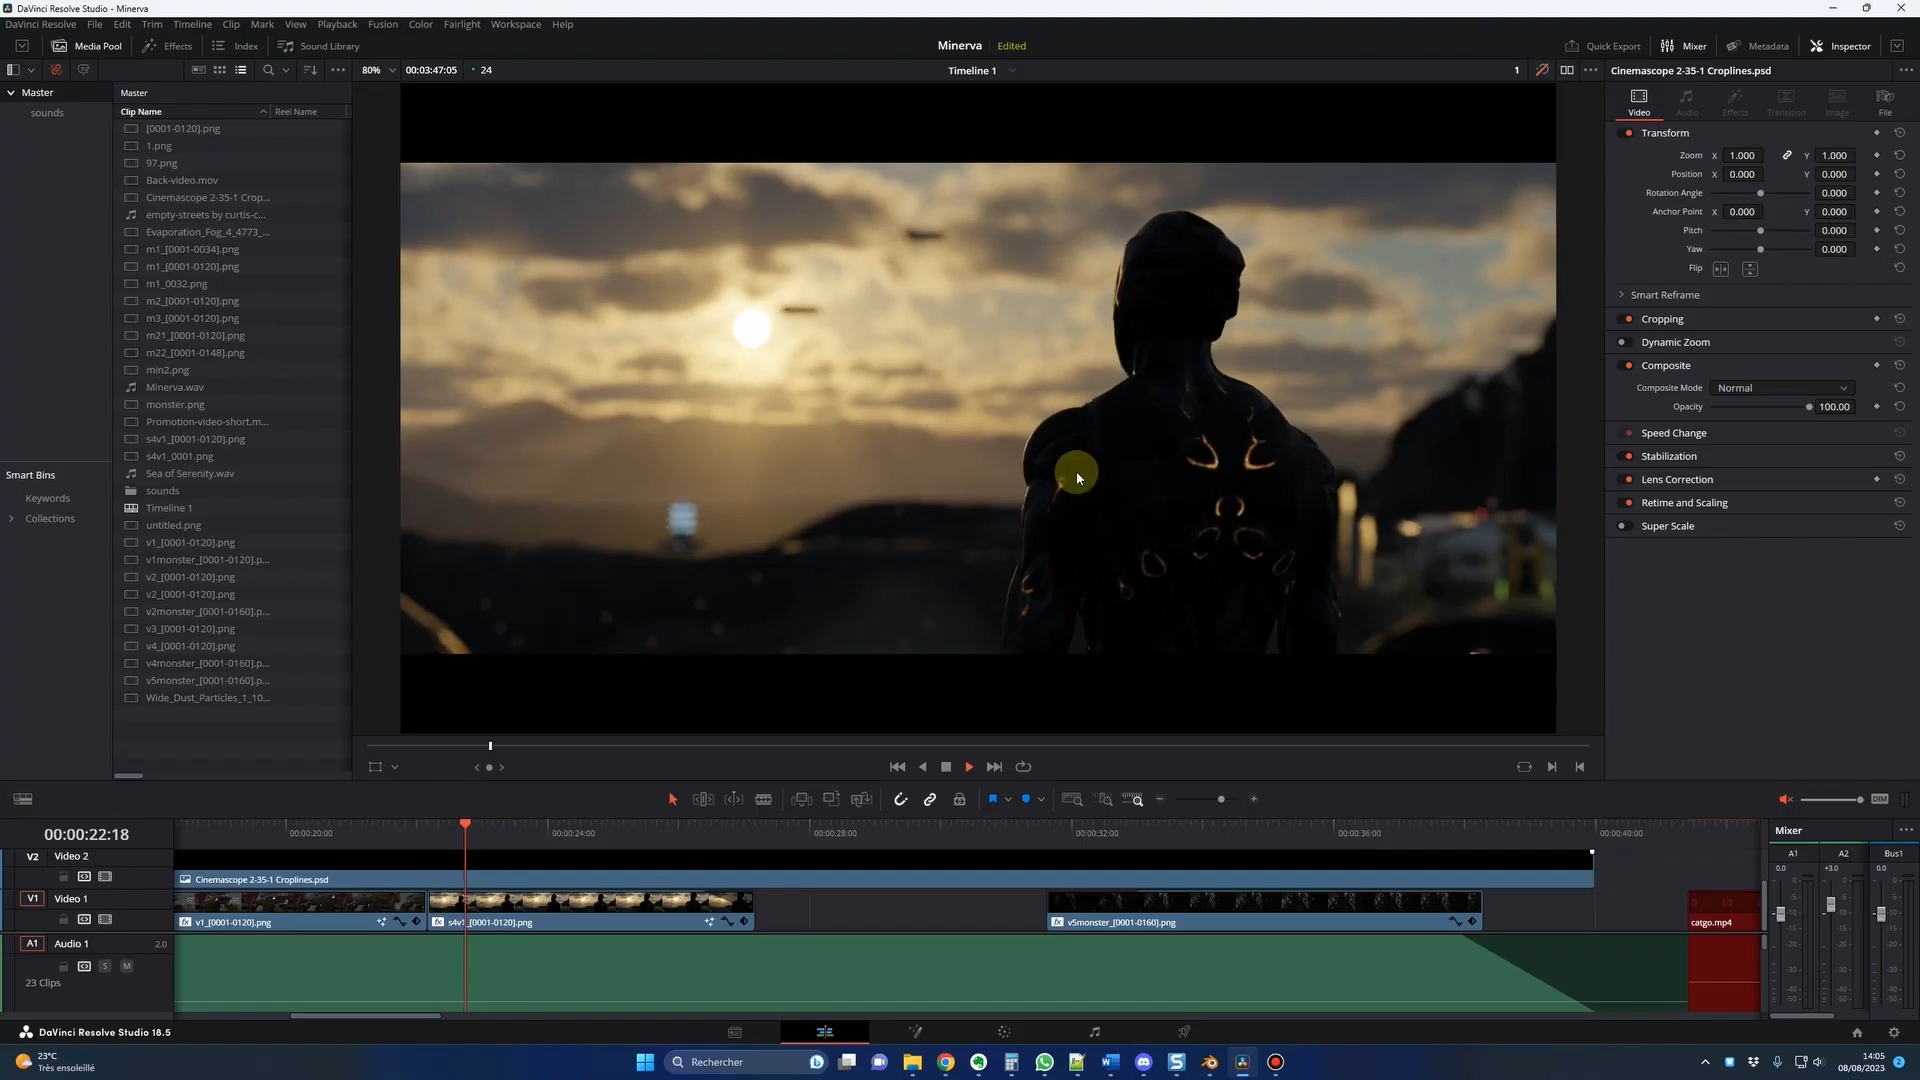 DaVinci Resolve Studio - Minerva
DaVinci Resolve File Edit Trim Timeline Clip Mark View Playback Fusion Color Fairlight Workspace Help
Media Pool Effects Index Sound Library Minerva Edited Quick Export Mixer Metadata Inspector
80% 00:03:47:05 24 Timeline 1 1 Cinemascope 2-35-1 Croplines.psd
Master
sounds
Smart Bins
Keywords
Collections
Master
Clip Name Reel Name
[0001-0120].png
1.png
97.png
Back-video.mov
Cinemascope 2-35-1 Crop...
empty-streets by curtis-c...
Evaporation_Fog_4_4773_...
m1_[0001-0034].png
m1_[0001-0120].png
m1_0032.png
m2_[0001-0120].png
m3_[0001-0120].png
m21_[0001-0120].png
m22_[0001-0148].png
min2.png
Minerva.wav
monster.png
Promotion-video-short.m...
s4v1_[0001-0120].png
s4v1_0001.png
Sea of Serenity.wav
sounds
Timeline 1
untitled.png
v1_[0001-0120].png
v1monster_[0001-0120].p...
v2_[0001-0120].png
v2_[0001-0120].png
v2monster_[0001-0160].p...
v3_[0001-0120].png
v4_[0001-0120].png
v4monster_[0001-0160].p...
v5monster_[0001-0160].p...
Wide_Dust_Particles_1_10...
Video Audio Effects Transition Image File
Transform
Zoom X 1.000 Y 1.000
Position X 0.000 Y 0.000
Rotation Angle 0.000
Anchor Point X 0.000 Y 0.000
Pitch 0.000
Yaw 0.000
Flip
Smart Reframe
Cropping
Dynamic Zoom
Composite
Composite Mode Normal
Opacity 100.00
Speed Change
Stabilization
Lens Correction
Retime and Scaling
Super Scale
DIM
00:00:22:18 00:00:20:00 00:00:24:00 00:00:28:00 00:00:32:00 00:00:36:00 00:00:40:00
V2 Video 2
Cinemascope 2-35-1 Croplines.psd
V1 Video 1
v1_[0001-0120].png s4v1_[0001-0120].png v5monster_[0001-0160].png catgo.mp4
A1 Audio 1 2.0
S M
23 Clips
Mixer
A1 A2 Bus1
0.0 +3.0 0.0
DaVinci Resolve Studio 18.5
23°C
Très ensoleillé
Rechercher
14:05
08/08/2023
2